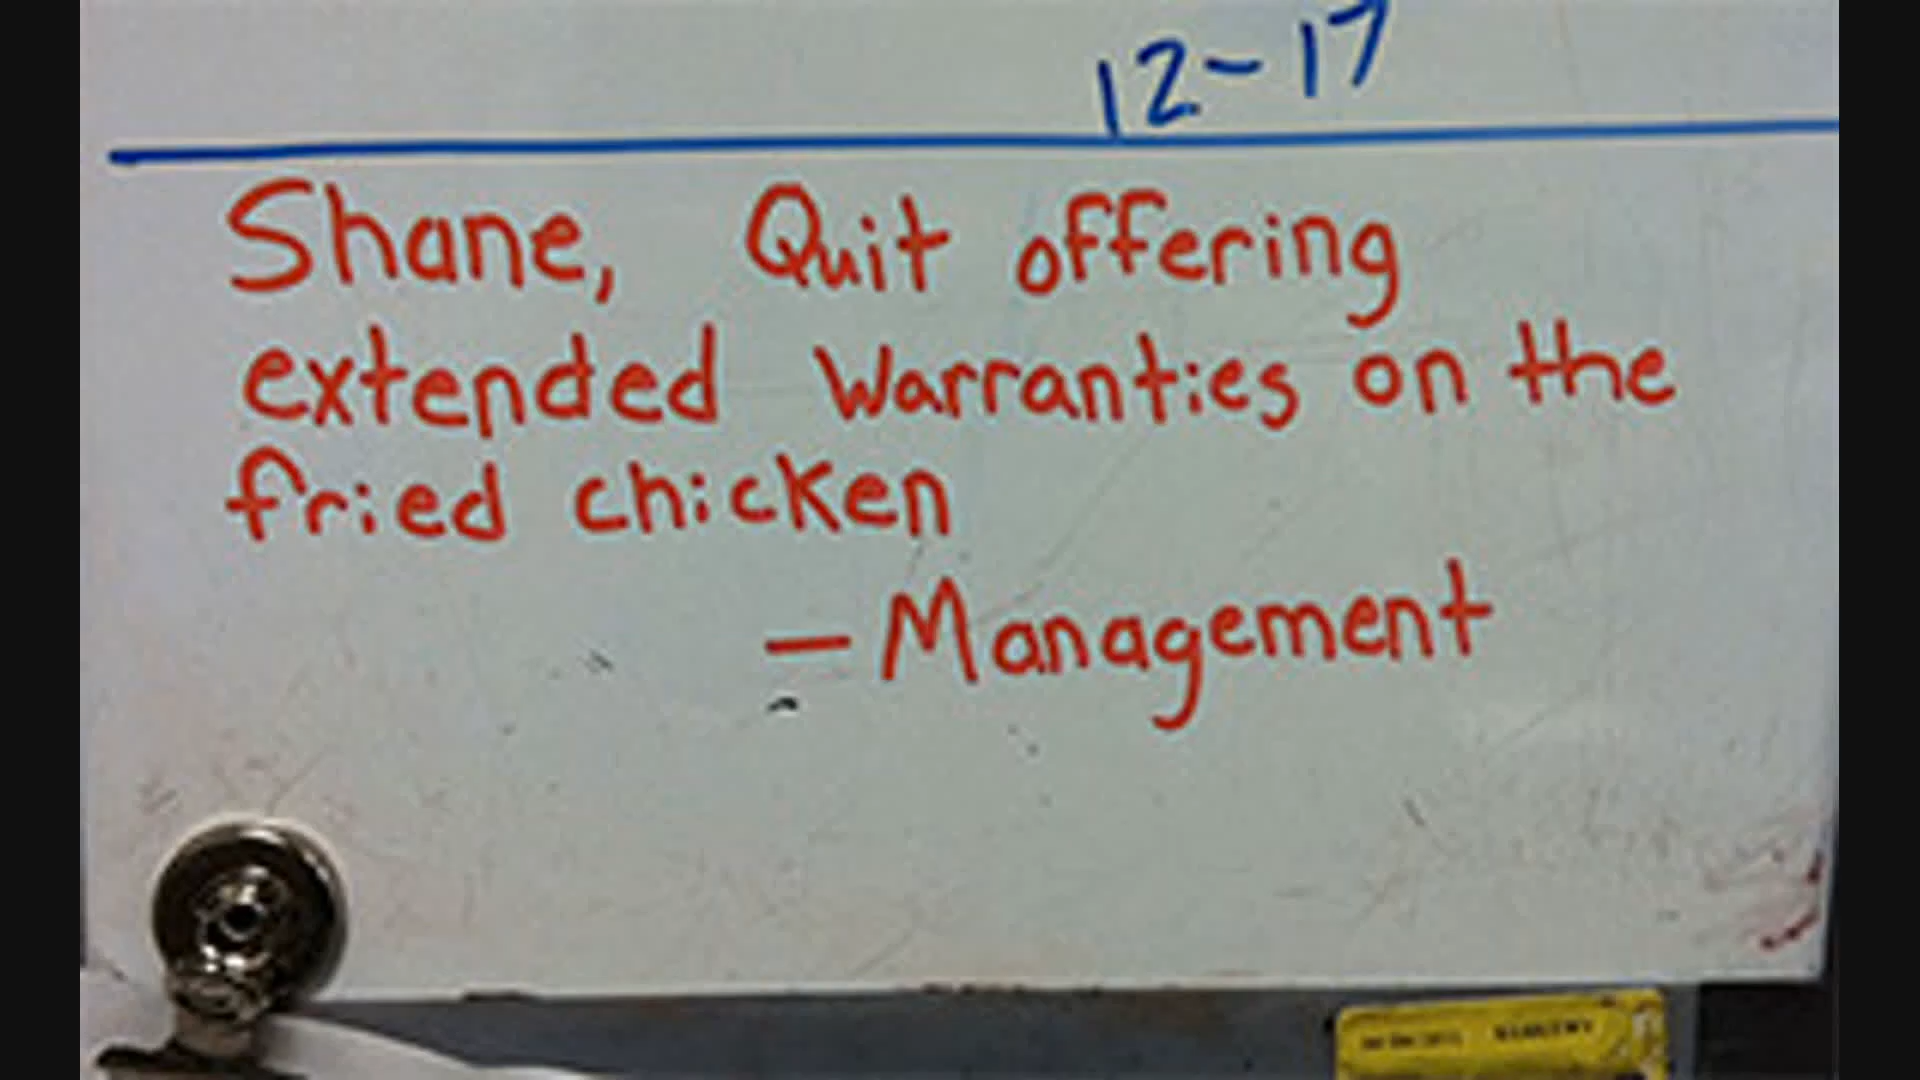 12-17
Shane, Quit offering
extended warranties on the
fried chicken
- Management